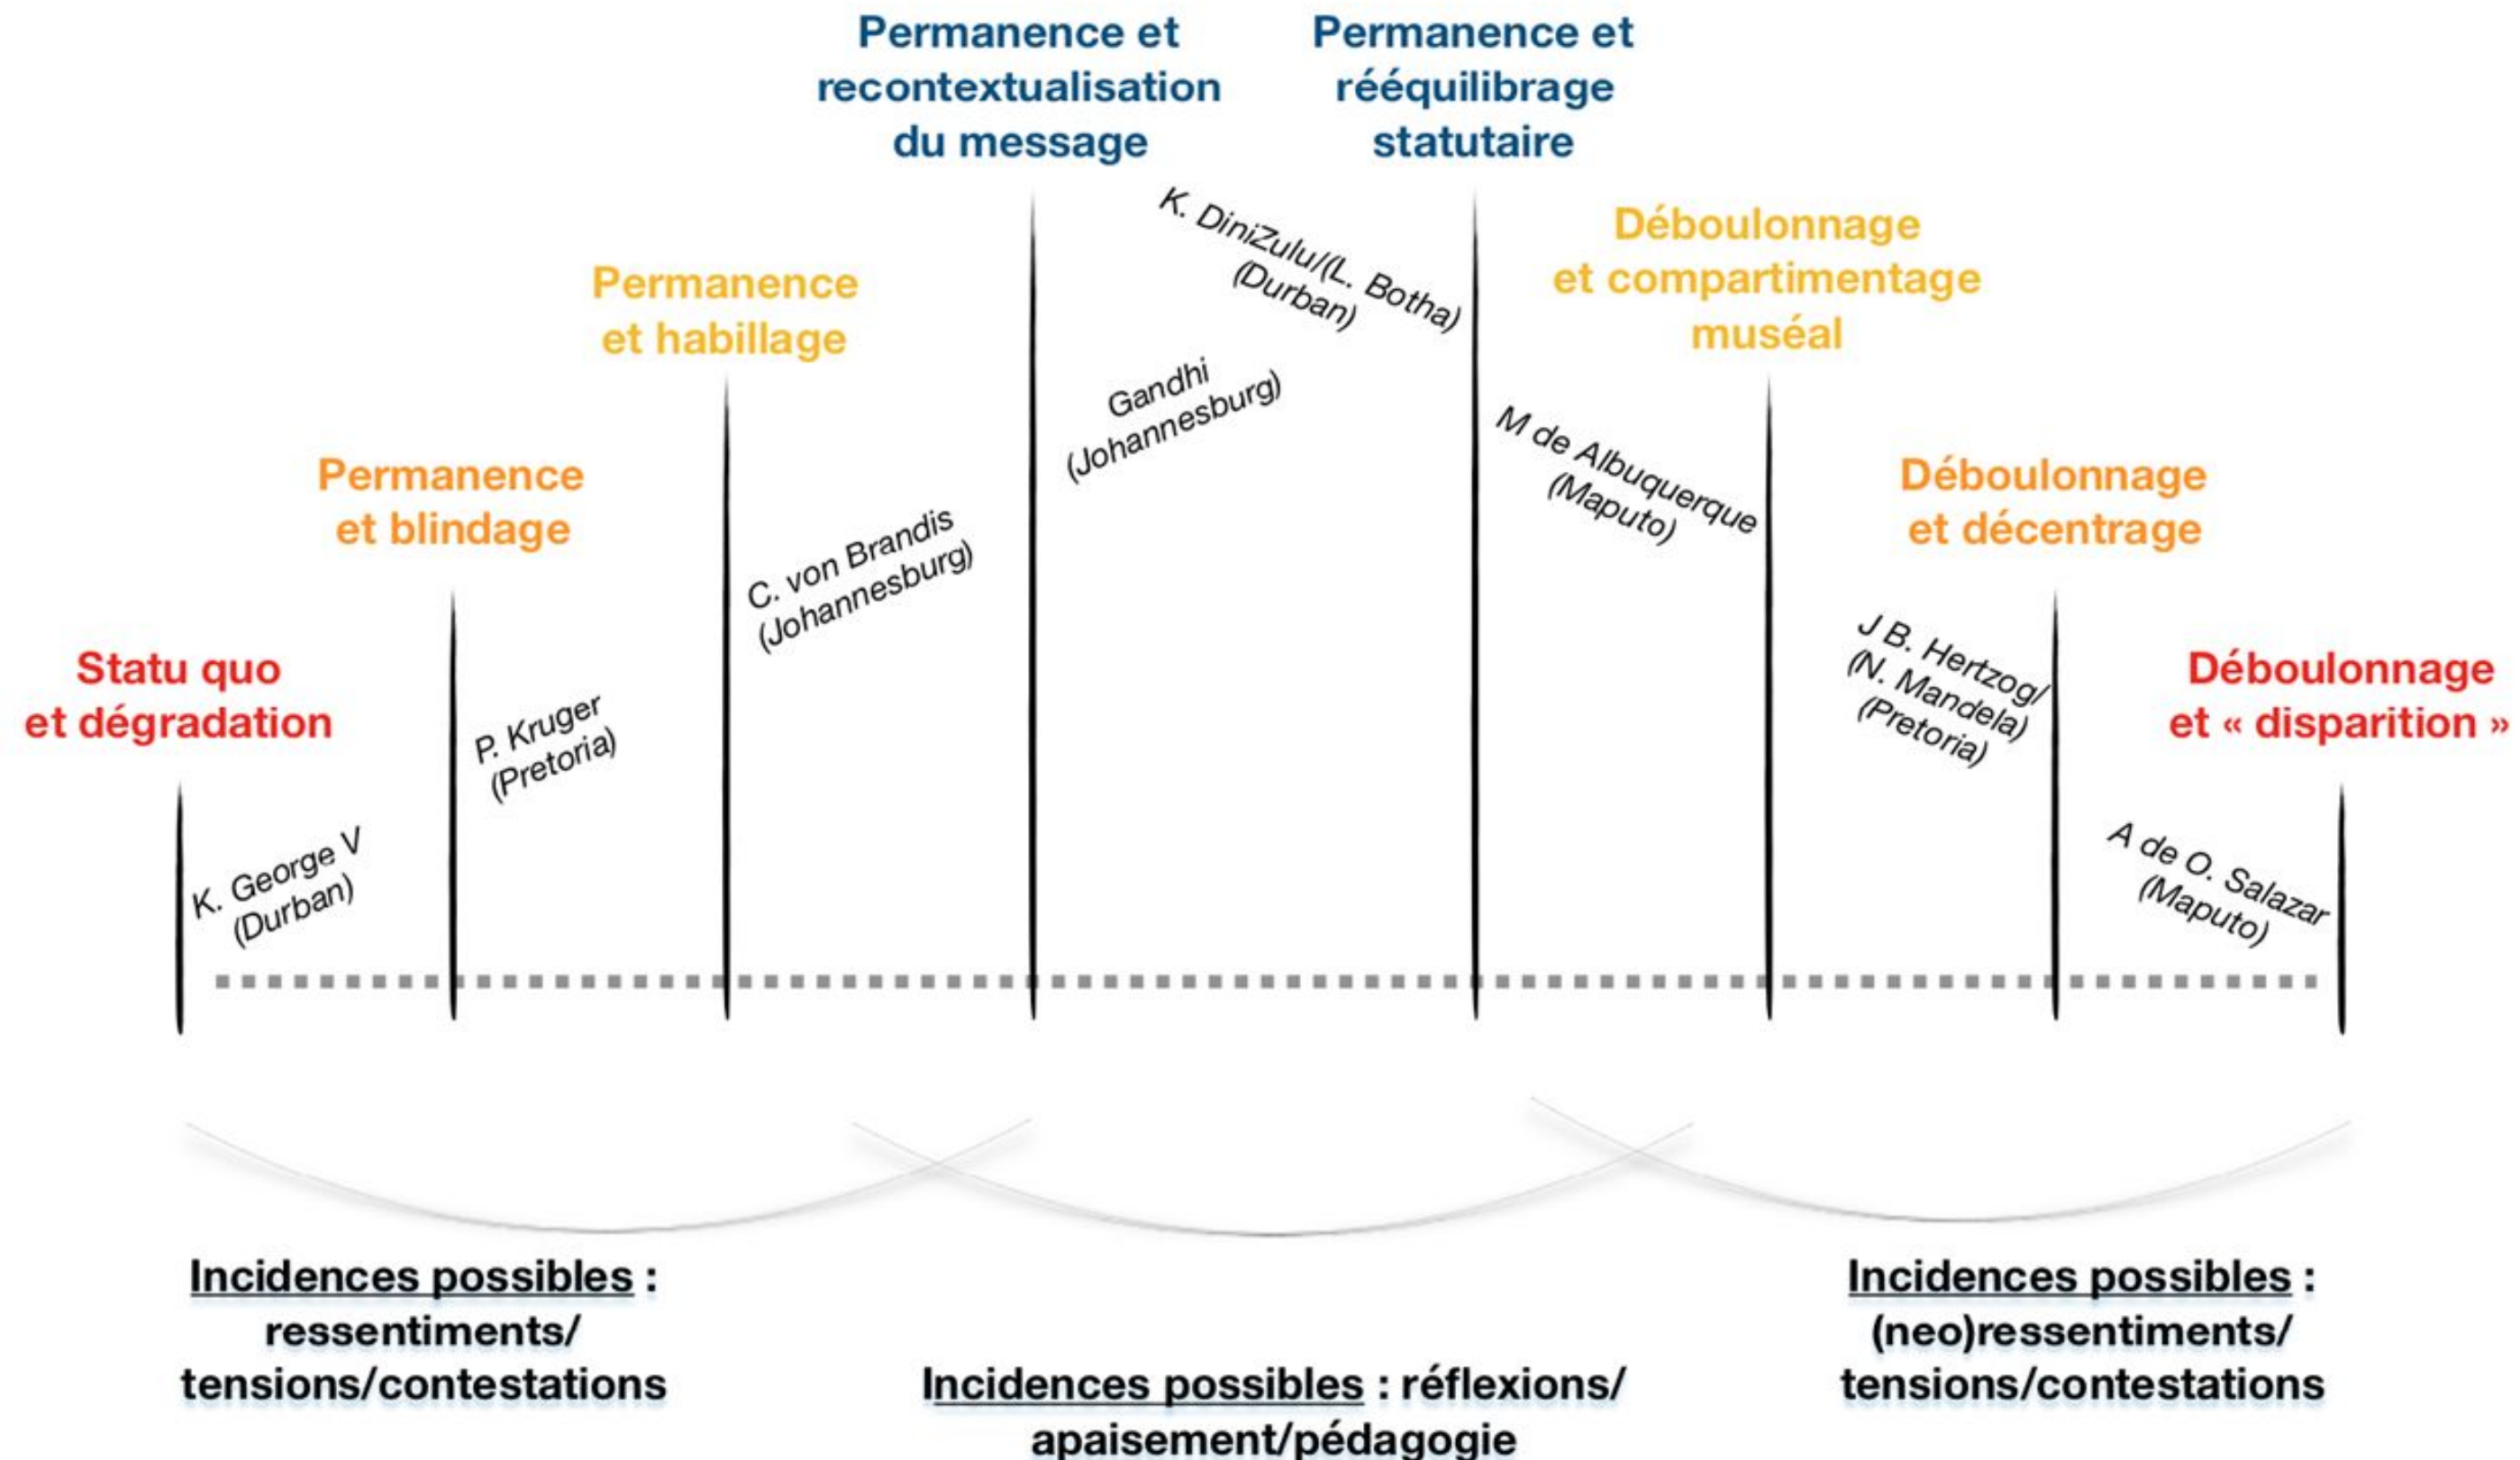 Statu quo
et dégradation
K. George V
(Durban)
Permanence
et blindage
P. Kruger
(Pretoria)
Permanence
et habillage
C. von Brandis
(Johannesburg)
Permanence et
recontextualisation
du message
Gandhi
(Johannesburg)
Permanence et
rééquilibrage
statutaire
K. DiniZulu/(L. Botha)
(Durban)
Déboulonnage
et compartimentage
muséal
M de Albuquerque
(Maputo)
Déboulonnage
et décentrage
J B. Hertzog/
(N. Mandela)
(Pretoria)
Déboulonnage
et « disparition »
A de O. Salazar
(Maputo)
Incidences possibles :
ressentiments/
tensions/contestations
Incidences possibles : réflexions/
apaisement/pédagogie
Incidences possibles :
(neo)ressentiments/
tensions/contestations